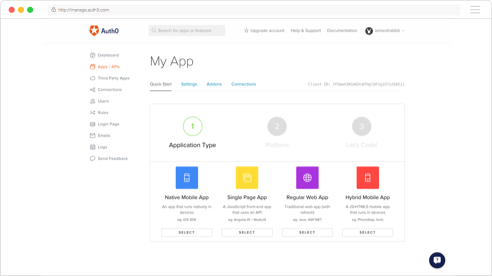 http://manage.auth0.com
Auth0
Search for apps or features
Upgrade account
Help & Support
Documentation
Dashboard
Apps / APIs
Third Party Apps
Connections
Users
Rules
Login Page
Emails
Logs
Send Feedback
My App
Quick Start
Settings
Addons
Connections
Client ID:
1
2
3
Application Type
Platform
Let's Code!
Native Mobile App
An app that runs natively in devices
eg. iOS SDK
SELECT
Single Page App
A JavaScript front-end app that uses an API
SELECT
Regular Web App
Traditional web app (with refresh)
eg. Java, ASP.NET
SELECT
Hybrid Mobile App
A JS/HTML5 mobile app that runs in devices
SELECT